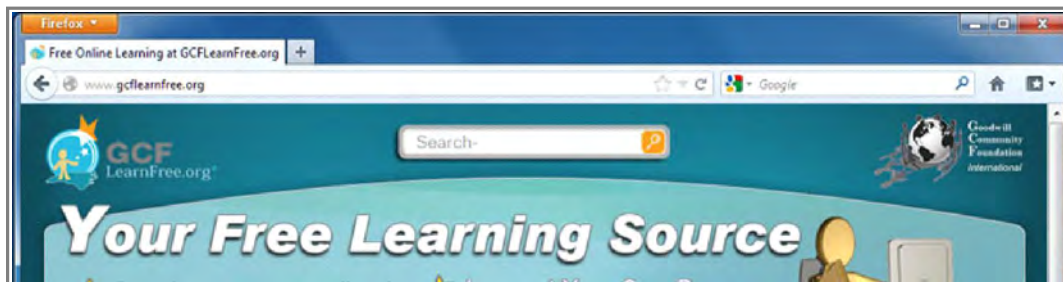 Firefox
Free Online Learning at GCFLearnFree.org
www.gcflearnfree.org
Google
GCF
LearnFree.org
Search-
Goodwill
Community
Foundation
International
Your Free Learning Source